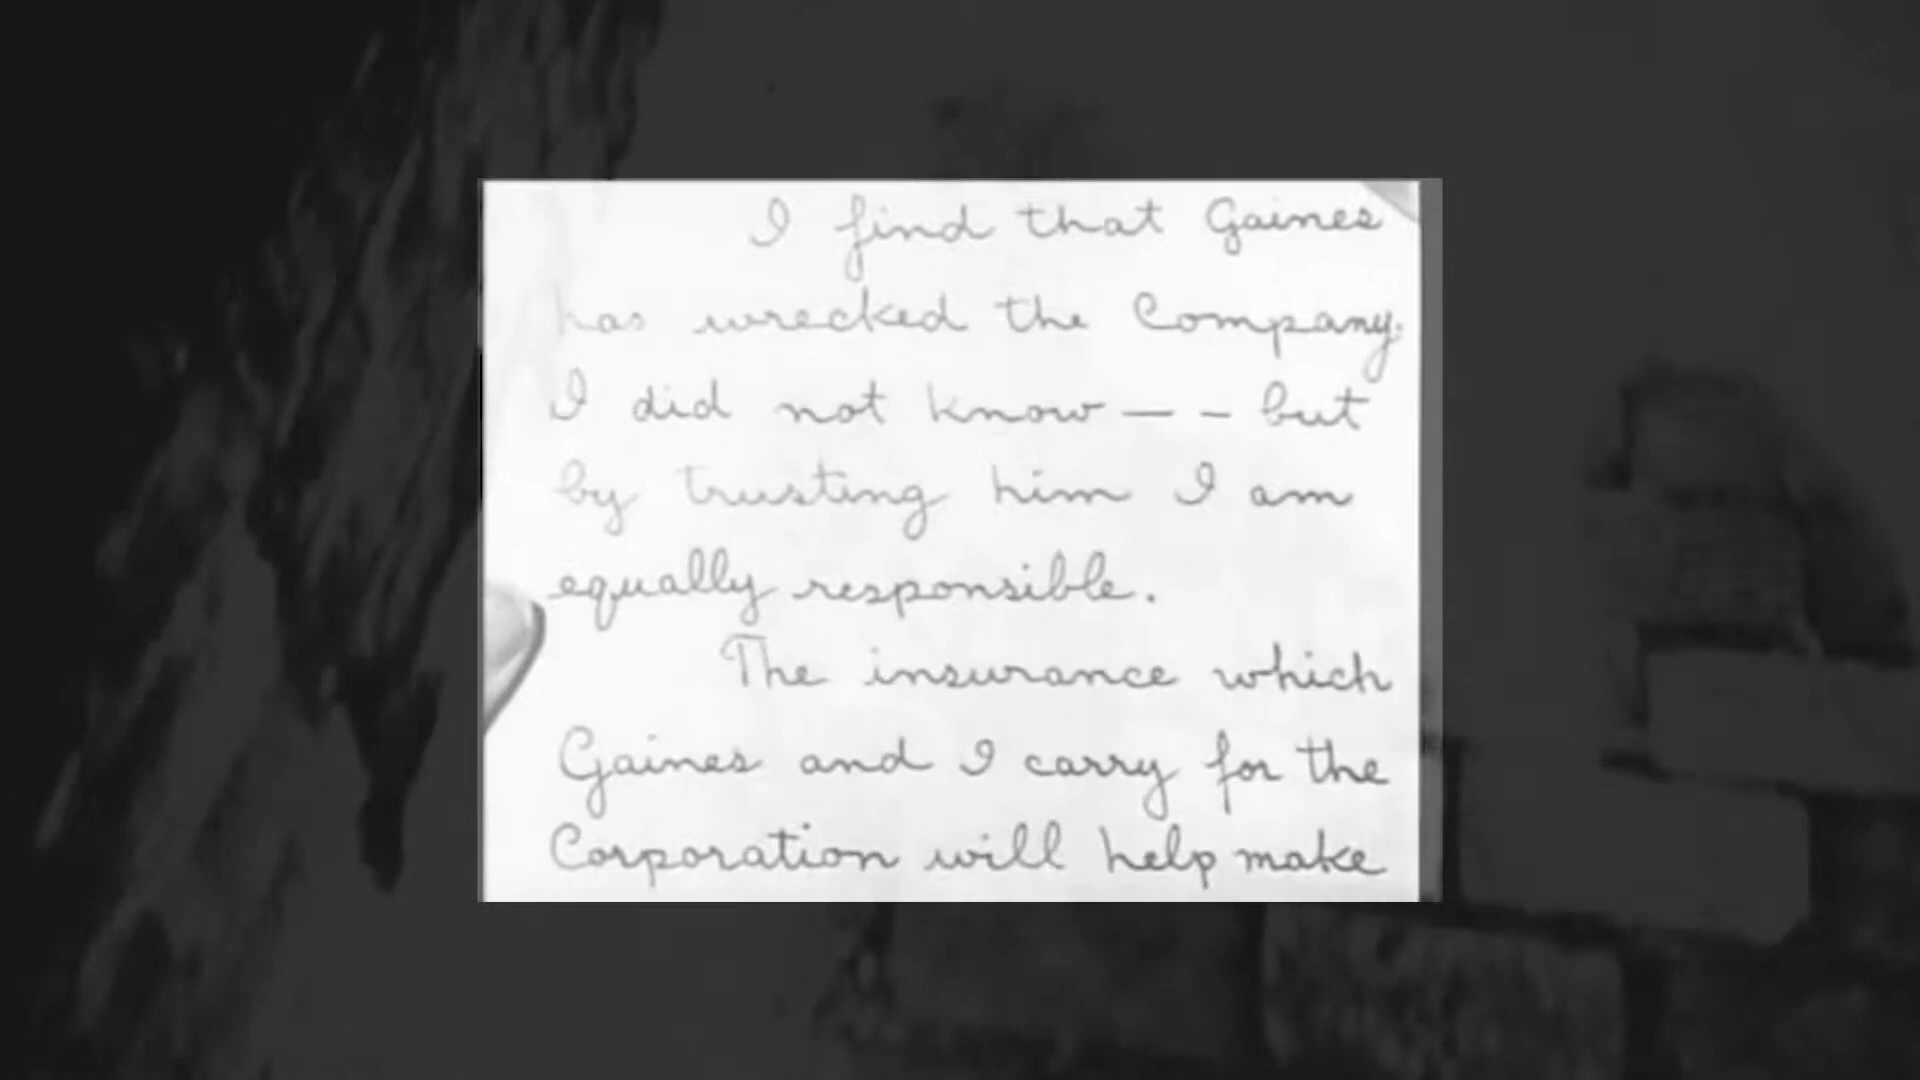 I find that Gaines
has wrecked the Company.
I did not know — – but
by trusting him I am
equally responsible.
The insurance which
Gaines and I carry for the
Corporation will help make